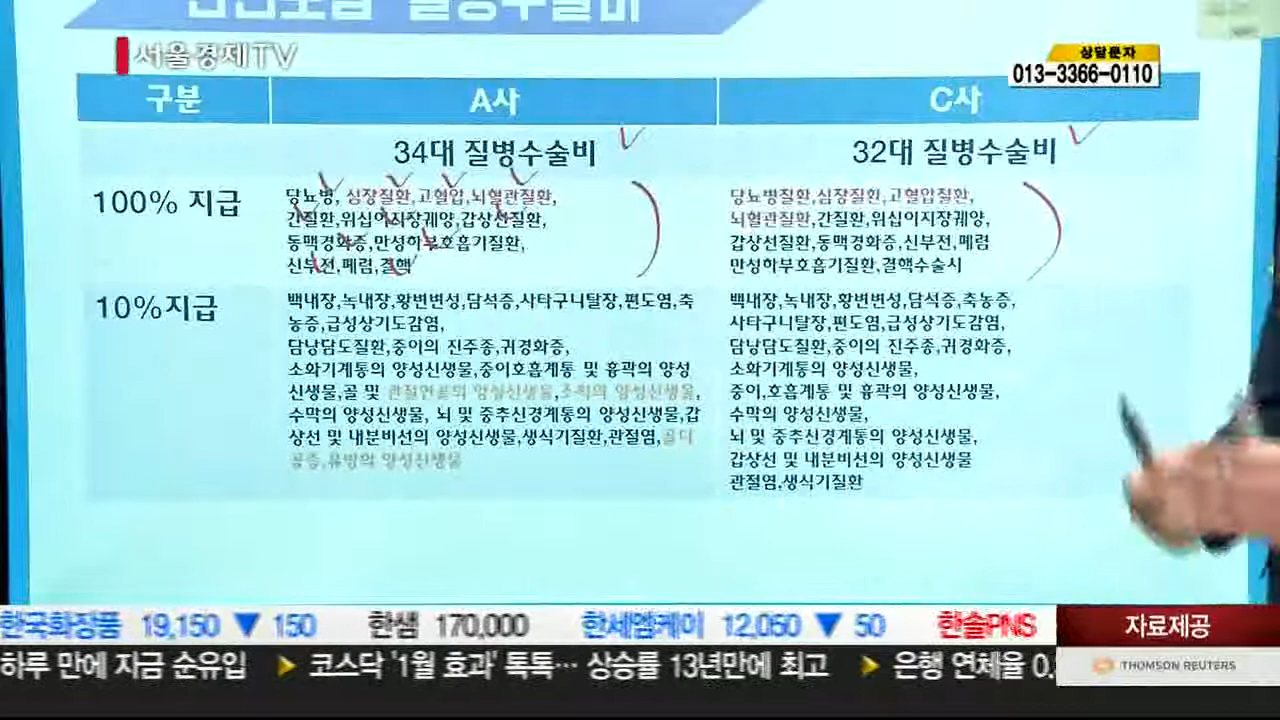 질병수술비
서울경제TV
상담문자
013-3366-0110
구분
A사
C사
34대 질병수술비
32대 질병수술비
100% 지급
당뇨병, 심장질환,고혈압,뇌혈관질환,
간질환,위십이지장궤양,갑상선질환,
동맥경화증,만성하부호흡기질환,
신부전,폐렴,결핵
당뇨병질환,심장질환,고혈압질환,
뇌혈관질환,간질환,위십이지장궤양,
갑상선질환,동맥경화증,신부전,폐렴
만성하부호흡기질환,결핵수술시
10%지급
백내장,녹내장,황변변성,담석증,사타구니탈장,편도염,축
농증,급성상기도감염,
담낭담도질환,중이의 진주종,귀경화증,
소화기계통의 양성신생물,중이호흡계통 및 흉곽의 양성
신생물,골 및 관절연골의 양성신생물,조직의 양성신생물,
수막의 양성신생물, 뇌 및 중추신경계통의 양성신생물,갑
상선 및 내분비선의 양성신생물,생식기질환,관절염,골다
공증,유방의 양성신생물
백내장,녹내장,황변변성,담석증,축농증,
사타구니탈장,편도염,급성상기도감염,
담낭담도질환,중이의 진주종,귀경화증,
소화기계통의 양성신생물,
중이,호흡계통 및 흉곽의 양성신생물,
수막의 양성신생물,
뇌 및 중추신경계통의 양성신생물,
갑상선 및 내분비선의 양성신생물
관절염,생식기질환
한국화장품 19,150 ▼ 150 한샘 170,000 한세엠케이 12,050 ▼ 50 한솔PNS
자료제공
하루 만에 자금 순유입 ▶ 코스닥 '1월 효과' 톡톡… 상승률 13년만에 최고 ▶ 은행 연체율 0.
THOMSON REUTERS